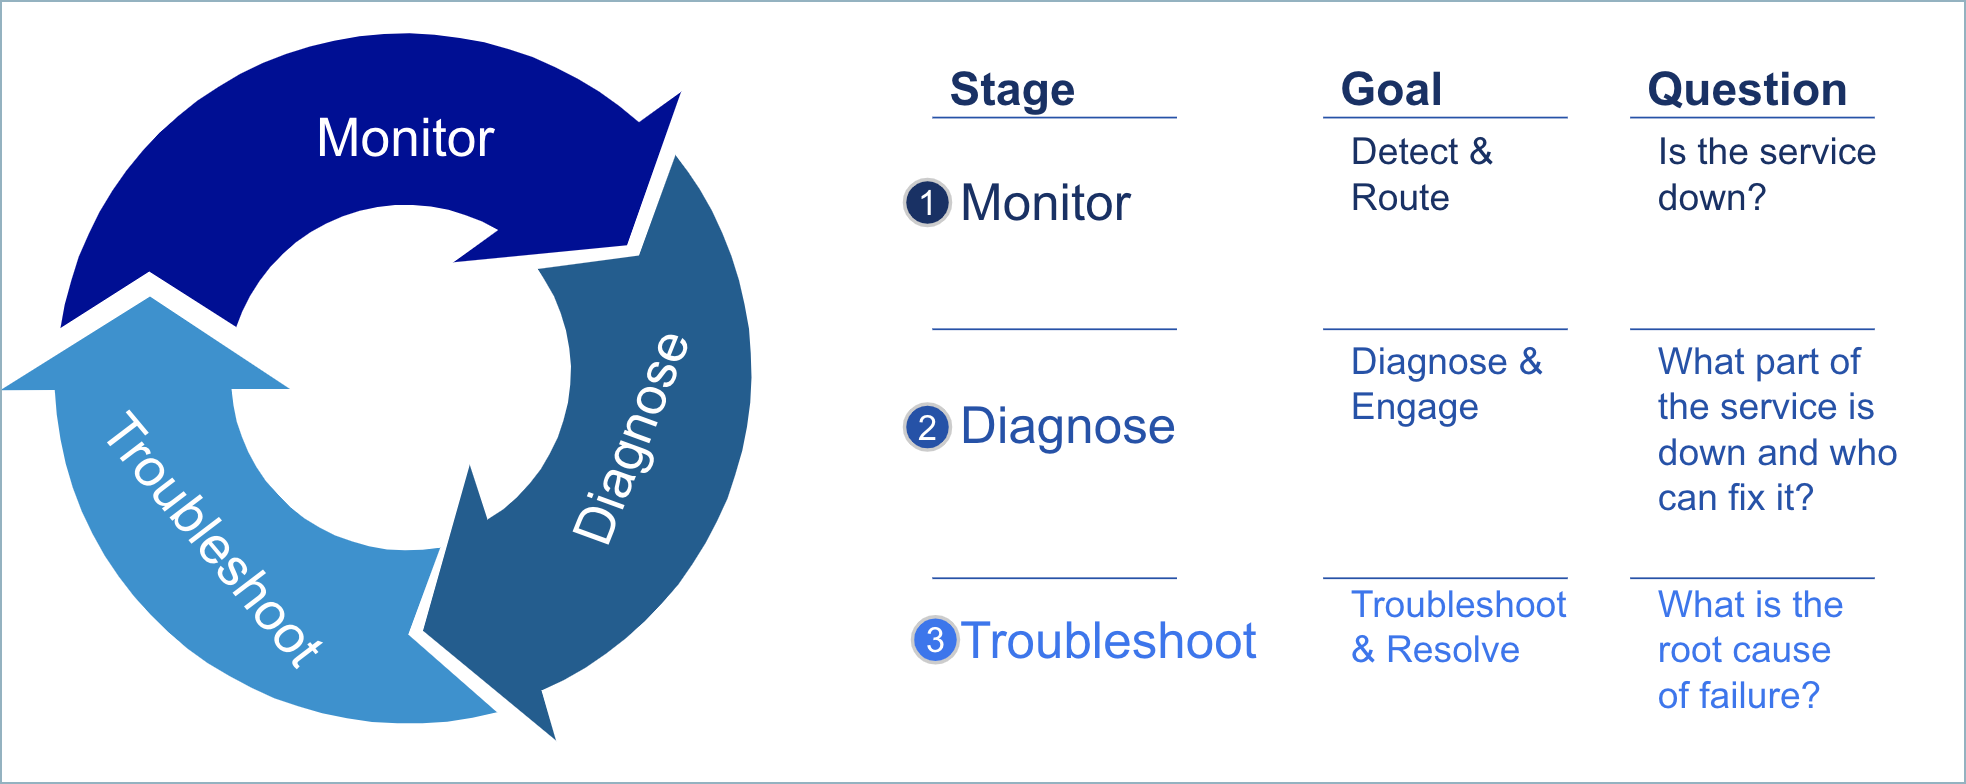 Monitor
Diagnose
Troubleshoot
Stage
Goal
Question
1
Monitor
Detect &
Route
Is the service
down?
2
Diagnose
Diagnose &
Engage
What part of
the service is
down and who
can fix it?
3
Troubleshoot
Troubleshoot
& Resolve
What is the
root cause
of failure?